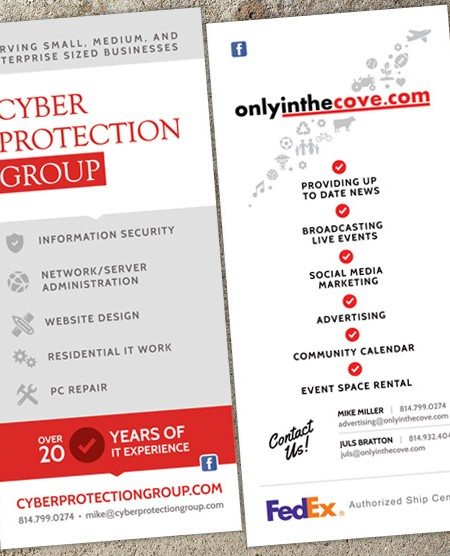 RVING SMALL, MEDIUM, AND
TERPRISE SIZED BUSINESSES
CYBER
PROTECTION
GROUP
INFORMATION SECURITY
NETWORK/SERVER
ADMINISTRATION
WEBSITE DESIGN
RESIDENTIAL IT WORK
PC REPAIR
OVER
20
YEARS OF
IT EXPERIENCE
CYBERPROTECTIONGROUP.COM
814.799.0274 • mike@cyberprotectiongroup.com
onlyinthecove.com
PROVIDING UP
TO DATE NEWS
BROADCASTING
LIVE EVENTS
SOCIAL MEDIA
MARKETING
ADVERTISING
COMMUNITY CALENDAR
EVENT SPACE RENTAL
Contact
Us!
MIKE MILLER | 814.799.0274
advertising@onlyinthecove.com
JULS BRATTON | 814.932.404
juls@onlyinthecove.com
FedEx® Authorized Ship Cen